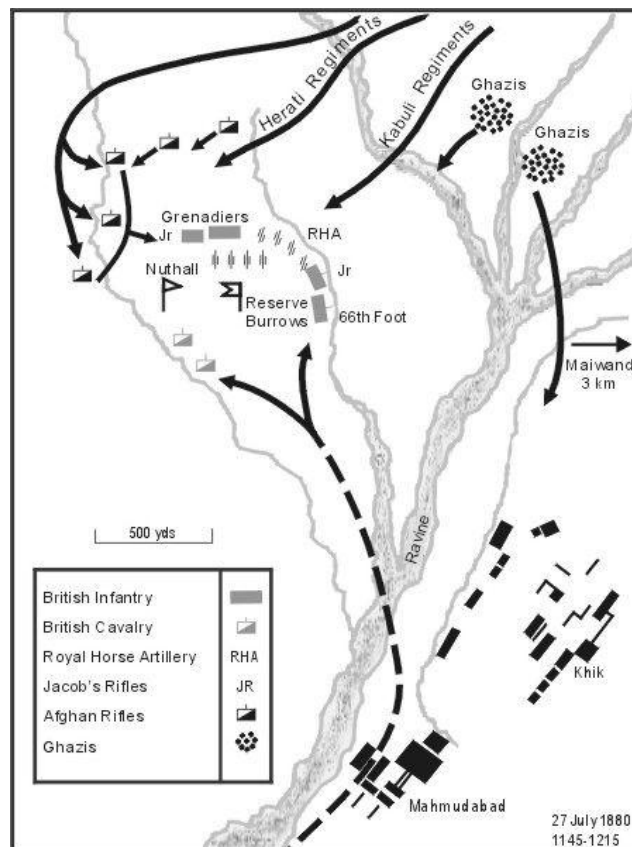 Herati Regiments
Kabuli Regiments
Ghazis
Ghazis
Grenadiers
Jr
RHA
Nuthall
Jr
Reserve
Burrows
66th Foot
Maiwand
3 km
500 yds
Ravine
British Infantry
British Cavalry
Royal Horse Artillery RHA
Jacob's Rifles JR
Afghan Rifles
Ghazis
Khik
Mahmudabad
27 July 1880
1145-1215